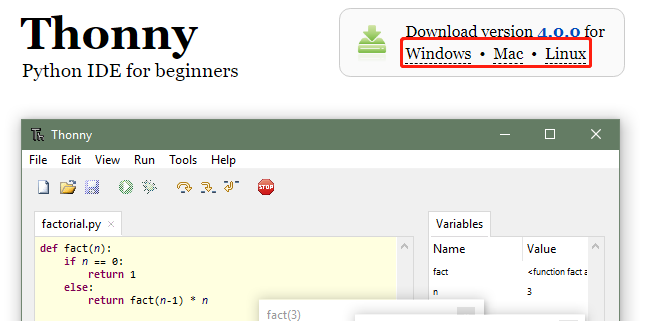 Thonny
Python IDE for beginners
Download version 4.0.0 for
Windows • Mac • Linux
Thonny
File Edit View Run Tools Help
STOP
factorial.py ×
def fact(n):
    if n == 0:
        return 1
    else:
        return fact(n-1) * n
Variables
Name Value
fact <function fact a
n 3
fact(3)